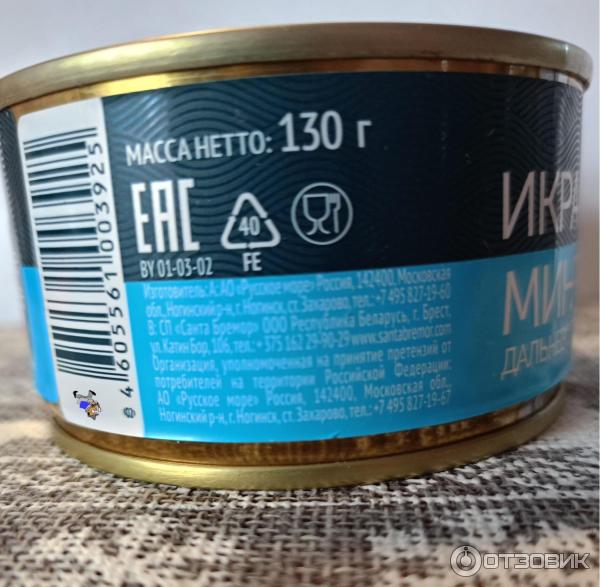 МАССА НЕТТО: 130 г
EAC
40
FE
BY 01-03-02
Изготовитель: А: АО «Русское море» Россия, 142400, Московская
обл., Ногинский р-н, г. Ногинск, ст. Захарово, тел.: +7 495 827-19-60
В: СП «Санта Бремор» ООО Республика Беларусь, г. Брест,
ул. Катин Бор, 106, тел.: +375 162 29-90-29 www.santabremor.com
Организация, уполномоченная на принятие претензий от
потребителей на территории Российской Федерации:
АО «Русское море» Россия, 142400, Московская обл.,
Ногинский р-н, г. Ногинск, ст. Захарово, тел.: +7 495 827-19-67
4 605561 003925
ИКРА
МИН
ДАЛЬНЕ
ОТЗОВИК